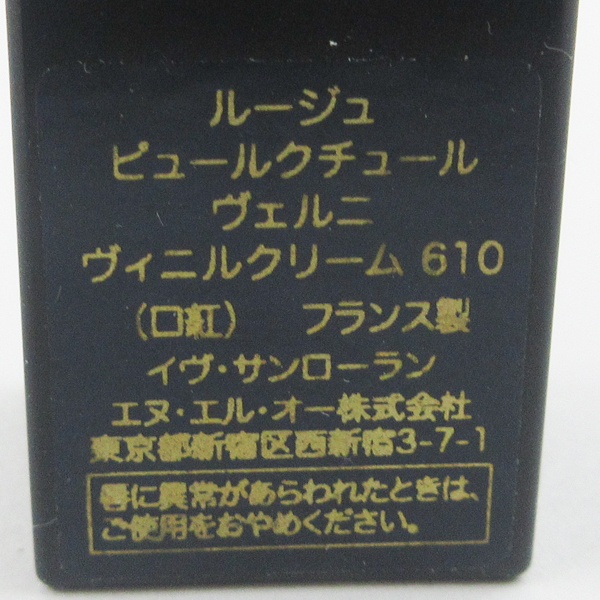 ルージュ
ピュールクチュール
ヴェルニ
ヴィニルクリーム 610
（口紅）　フランス製
イヴ・サンローラン
エヌ・エル・オー株式会社
東京都新宿区西新宿3-7-1
唇に異常があらわれたときは、
ご使用をおやめください。